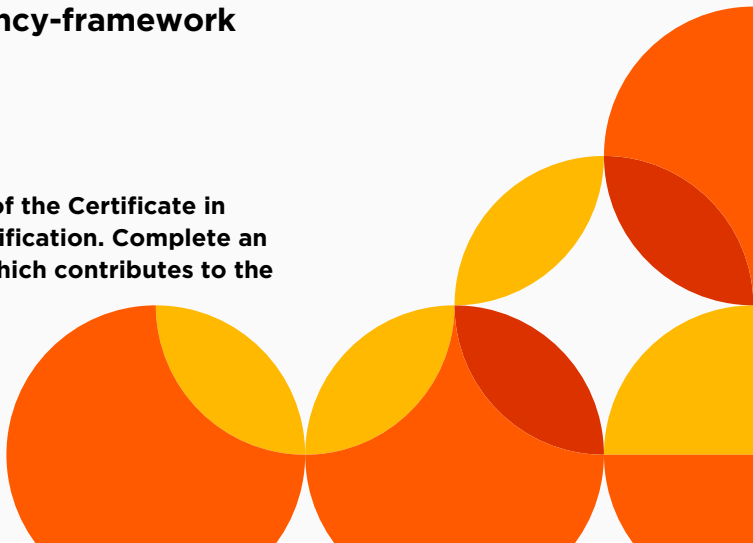 ncy-framework
of the Certificate in
ification. Complete an
hich contributes to the